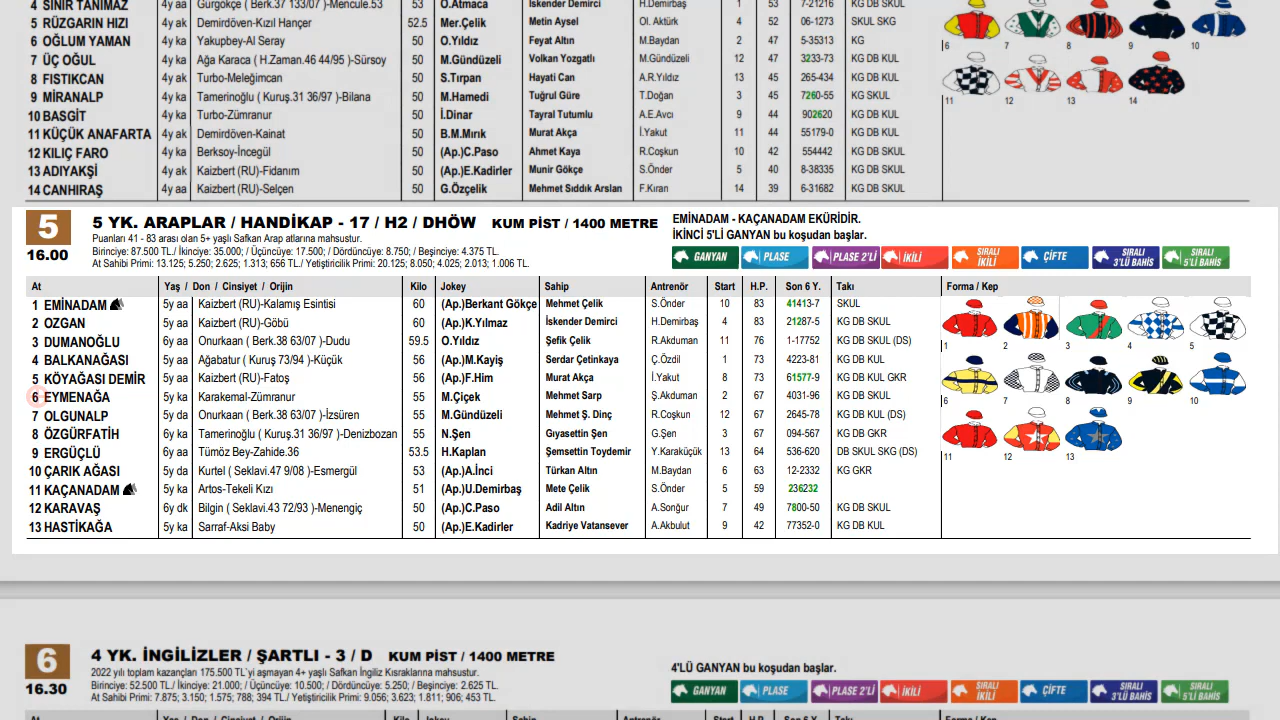 4 SINIR TANIMAZ 4y aa Gürgökçe ( Berk.37 133/07 )-Mencule.53 53 O.Atmaca İskender Demirci H.Demirbaş 1 53 7-21216 KG DB SKUL
5 RÜZGARIN HIZI 4y ak Demirdöven-Kızıl Hançer 52.5 Mer.Çelik Metin Aysel Ol. Aktürk 4 52 06-1273 SKUL SKG
6 OĞLUM YAMAN 4y ka Yakupbey-Al Seray 50 O.Yıldız Feyat Altın M.Baydan 2 47 5-35313 KG
7 ÜÇ OĞUL 4y ka Ağa Karaca ( H.Zaman.46 44/95 )-Sürsoy 50 M.Gündüzeli Volkan Yozgatlı M.Gündüzeli 12 47 3233-73 KG DB KUL
8 FISTIKCAN 4y ak Turbo-Meleğimcan 50 S.Tırpan Hayati Can A.R.Yıldız 13 45 265-434 KG DB SKUL
9 MİRANALP 4y ka Tamerinoğlu ( Kuruş.31 36/97 )-Bilana 50 M.Hamedi Tuğrul Güre T.Doğan 3 45 7260-55 KG SKUL
10 BASGİT 4y ka Turbo-Zümranur 50 İ.Dinar Tayral Tutumlu A.E.Avcı 9 44 902620 KG DB KUL
11 KÜÇÜK ANAFARTA 4y ak Demirdöven-Kainat 50 B.M.Mırık Murat Akça İ.Yakut 11 44 55179-0 KG DB KUL
12 KILIÇ FARO 4y ka Berksoy-İncegül 50 (Ap.)C.Paso Ahmet Kaya R.Coşkun 10 42 554442 KG DB SKUL
13 ADIYAKŞİ 4y ak Kaizbert (RU)-Fidanım 50 (Ap.)E.Kadirler Munir Gökçe S.Önder 5 40 8-38335 KG DB SKUL
14 CANHIRAŞ 4y aa Kaizbert (RU)-Selçen 50 G.Özçelik Mehmet Sıddık Arslan F.Kıran 14 39 6-31682 KG DB SKUL
6 7 8 9 10
11 12 13 14
5 5 YK. ARAPLAR / HANDİKAP - 17 / H2 / DHÖW KUM PİST / 1400 METRE EMİNADAM - KAÇANADAM EKÜRİDİR.
16.00 Puanları 41 - 83 arası olan 5+ yaşlı Safkan Arap atlarına mahsustur. İKİNCİ 5'Lİ GANYAN bu koşudan başlar.
Birinciye: 87.500 TL./ İkinciye: 35.000; / Üçüncüye: 17.500; / Dördüncüye: 8.750; / Beşinciye: 4.375 TL.
At Sahibi Primi: 13.125; 5.250; 2.625; 1.313; 656 TL./ Yetiştiricilik Primi: 20.125; 8.050; 4.025; 2.013; 1.006 TL.
GANYAN PLASE PLASE 2'Lİ İKİLİ SIRALI İKİLİ ÇİFTE SIRALI 3'LÜ BAHİS SIRALI 5'Lİ BAHİS
At Yaş / Don / Cinsiyet / Orijin Kilo Jokey Sahip Antrenör Start H.P. Son 6 Y. Takı Forma / Kep
1 EMİNADAM 5y aa Kaizbert (RU)-Kalamış Esintisi 60 (Ap.)Berkant Gökçe Mehmet Çelik S.Önder 10 83 41413-7 SKUL
2 OZGAN 5y aa Kaizbert (RU)-Göbü 60 (Ap.)K.Yılmaz İskender Demirci H.Demirbaş 4 83 21287-5 KG DB SKUL
3 DUMANOĞLU 5y aa Onurkaan ( Berk.38 63/07 )-Dudu 59.5 O.Yıldız Şefik Çelik R.Akduman 11 76 1-17752 KG DB SKUL (DS)
4 BALKANAĞASI 5y aa Ağabatur ( Kuruş 73/94 )-Küçük 56 (Ap.)M.Kayiş Serdar Çetinkaya Ç.Özdil 1 73 4223-81 KG DB KUL
5 KÖYAĞASI DEMİR 5y aa Kaizbert (RU)-Fatoş 56 (Ap.)F.Him Murat Akça İ.Yakut 8 73 61577-9 KG DB KUL GKR
6 EYMENAĞA 5y ka Karakemal-Zümranur 55 M.Çiçek Mehmet Sarp Ş.Akduman 2 67 4031-96 KG DB SKUL
7 OLGUNALP 5y da Onurkaan ( Berk.38 63/07 )-İzsüren 55 M.Gündüzeli Mehmet Ş. Dinç R.Coşkun 12 67 2645-78 KG DB KUL (DS)
8 ÖZGÜRFATİH 6y ka Tamerinoğlu ( Kuruş.31 36/97 )-Denizbozan 55 N.Şen Giyasettin Şen G.Şen 3 67 094-567 KG DB GKR
9 ERGÜÇLÜ 6y aa Tümöz Bey-Zahide.36 53.5 H.Kaplan Şemsettin Toydemir Y.Karaküçük 13 64 536-620 DB SKUL SKG (DS)
10 ÇARIK AĞASI 5y da Kurtel ( Seklavi.47 9/08 )-Esmergül 53 (Ap.)A.İnci Türkan Altın M.Baydan 6 63 12-2332 KG GKR
11 KAÇANADAM 5y ka Artos-Tekeli Kızı 51 (Ap.)U.Demirbaş Mete Çelik S.Önder 5 59 236232
12 KARAVAŞ 6y dk Bilgin ( Seklavi.43 72/93 )-Menengiç 50 (Ap.)C.Paso Adil Altın A.Songur 7 49 7800-50 KG DB SKUL
13 HASTİKAĞA 5y ka Sarraf-Aksi Baby 50 (Ap.)E.Kadirler Kadriye Vatansever A.Akbulut 9 42 77352-0 KG DB KUL
1 2 3 4 5
6 7 8 9 10
11 12 13
6 4 YK. İNGİLİZLER / ŞARTLI - 3 / D KUM PİST / 1400 METRE 4'LÜ GANYAN bu koşudan başlar.
16.30 2022 yılı toplam kazançları 175.500 TL`yi aşmayan 4+ yaşlı Safkan İngiliz Kısraklarına mahsustur.
Birinciye: 52.500 TL./ İkinciye: 21.000; / Üçüncüye: 10.500; / Dördüncüye: 5.250; / Beşinciye: 2.625 TL.
At Sahibi Primi: 7.875; 3.150; 1.575; 788; 394 TL./ Yetiştiricilik Primi: 9.056; 3.623; 1.811; 906; 453 TL.
GANYAN PLASE PLASE 2'Lİ İKİLİ SIRALI İKİLİ ÇİFTE SIRALI 3'LÜ BAHİS SIRALI 5'Lİ BAHİS
At Yaş / Don / Cinsiyet / Orijin Kilo Jokey Sahip Antrenör Start H.P. Son 6 Y. Takı Forma / Kep